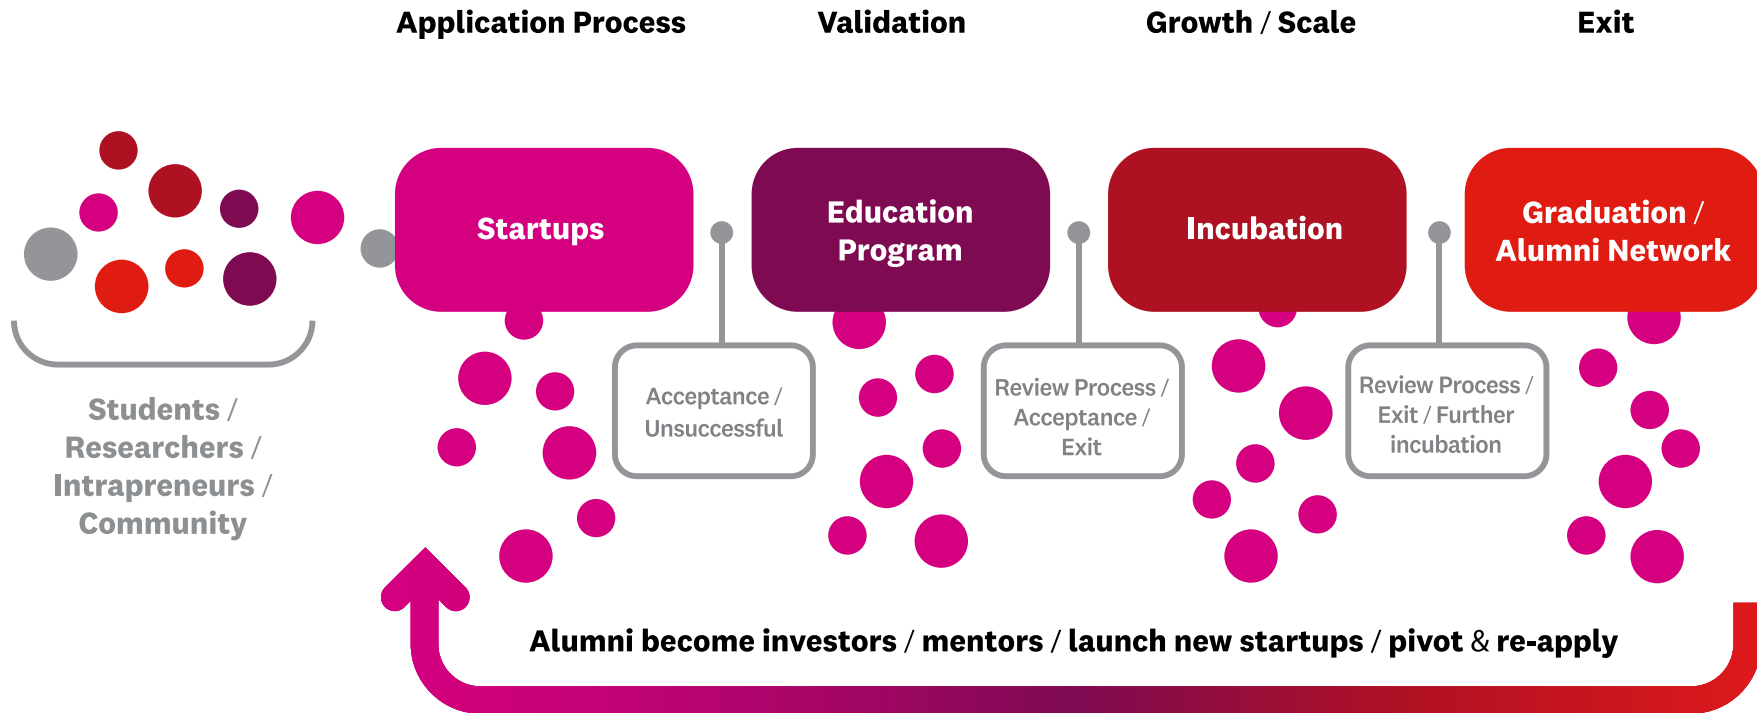 Application Process
Validation
Growth / Scale
Exit
Startups
Education
Program
Incubation
Graduation /
Alumni Network
Students /
Researchers /
Intrapreneurs /
Community
Acceptance /
Unsuccessful
Review Process /
Acceptance /
Exit
Review Process /
Exit / Further
incubation
Alumni become investors / mentors / launch new startups / pivot & re-apply